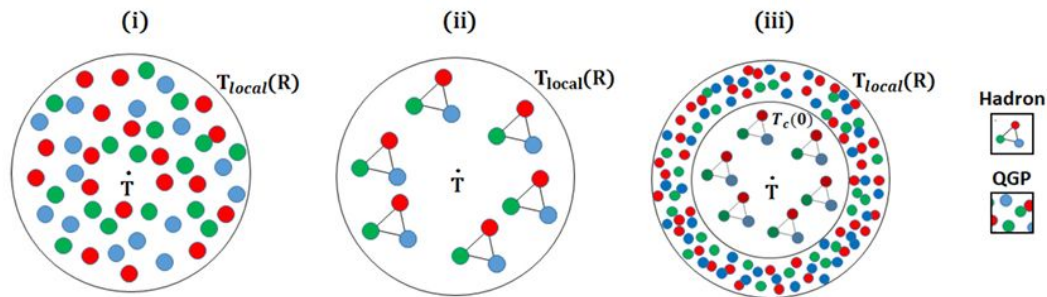 (i)
(ii)
(iii)
T_local(R)
T_local(R)
T_local(R)
T_c(0)
Ṫ
Ṫ
Ṫ
Hadron
QGP